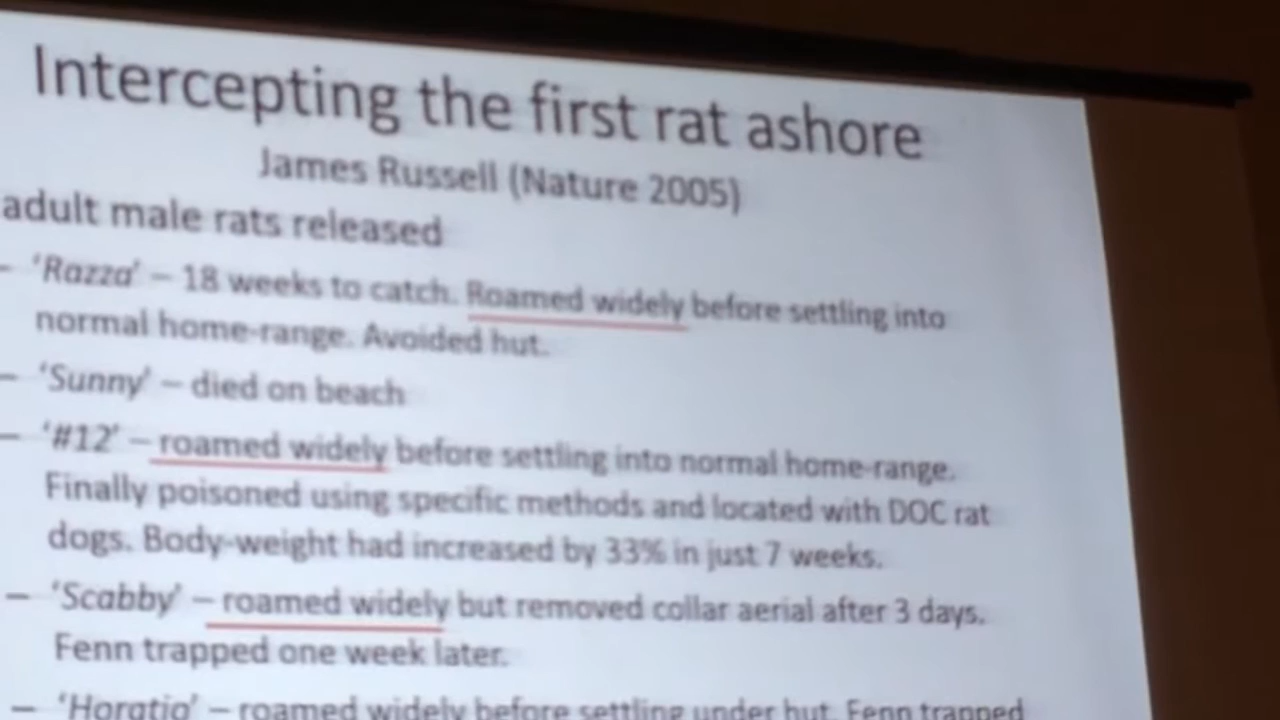 Intercepting the first rat ashore
James Russell (Nature 2005)
adult male rats released
– ‘Razza’ – 18 weeks to catch. Roamed widely before settling into
normal home-range. Avoided hut.
– ‘Sunny’ – died on beach
– ‘#12’ – roamed widely before settling into normal home-range.
Finally poisoned using specific methods and located with DOC rat
dogs. Body-weight had increased by 33% in just 7 weeks.
– ‘Scabby’ – roamed widely but removed collar aerial after 3 days.
Fenn trapped one week later.
– ‘Horatio’ – roamed widely before settling under hut. Fenn trapped